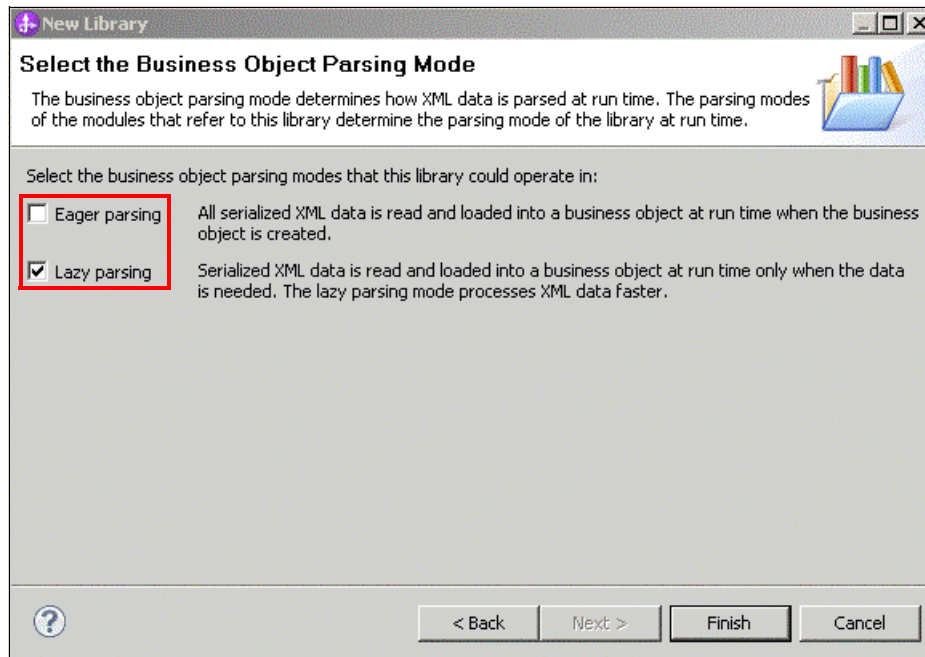 New Library
Select the Business Object Parsing Mode
The business object parsing mode determines how XML data is parsed at run time. The parsing modes
of the modules that refer to this library determine the parsing mode of the library at run time.
Select the business object parsing modes that this library could operate in:
Eager parsing
All serialized XML data is read and loaded into a business object at run time when the business
object is created.
Lazy parsing
Serialized XML data is read and loaded into a business object at run time only when the data
is needed. The lazy parsing mode processes XML data faster.
?
< Back
Next >
Finish
Cancel